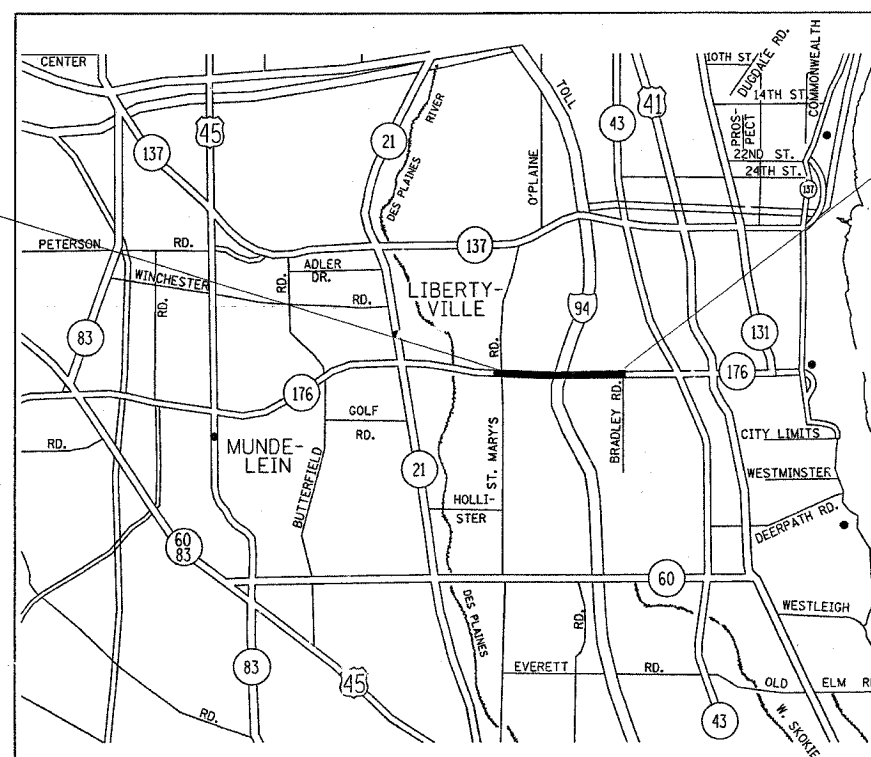 CENTER
45
137
21
RIVER
DES PLAINES
TOLL
O'PLAINE
43
41
10TH ST.
DUGDALE RD.
COMMONWEALTH
14TH ST.
PROS-
PECT
22ND ST.
24TH ST.
137
PETERSON RD.
137
WINCHESTER RD.
RD.
RD.
ADLER
DR.
LIBERTY-
VILLE
RD.
94
83
131
176
176
GOLF
RD.
RD.
MUNDE-
LEIN
BUTTERFIELD
21
ST. MARY'S
BRADLEY RD.
CITY LIMITS
WESTMINSTER
HOLLI-
STER
DEERPATH RD.
60
83
60
DES PLAINES
WESTLEIGH
RD.
83
45
EVERETT RD.
OLD ELM R
43
W. SKOKIE
RD.